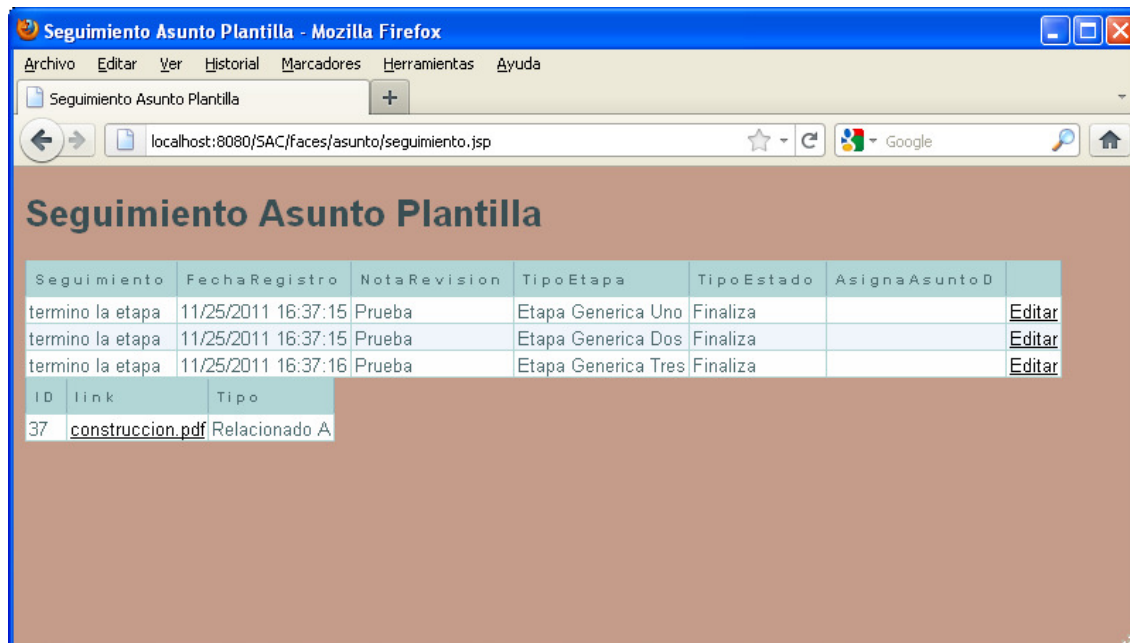 Seguimiento Asunto Plantilla - Mozilla Firefox
Archivo Editar Ver Historial Marcadores Herramientas Ayuda
Seguimiento Asunto Plantilla
localhost:8080/SAC/faces/asunto/seguimiento.jsp Google
Seguimiento Asunto Plantilla
Seguimiento FechaRegistro NotaRevision TipoEtapa TipoEstado AsignaAsuntoD
termino la etapa 11/25/2011 16:37:15 Prueba Etapa Generica Uno Finaliza Editar
termino la etapa 11/25/2011 16:37:15 Prueba Etapa Generica Dos Finaliza Editar
termino la etapa 11/25/2011 16:37:16 Prueba Etapa Generica Tres Finaliza Editar
ID link Tipo
37 construccion.pdf Relacionado A